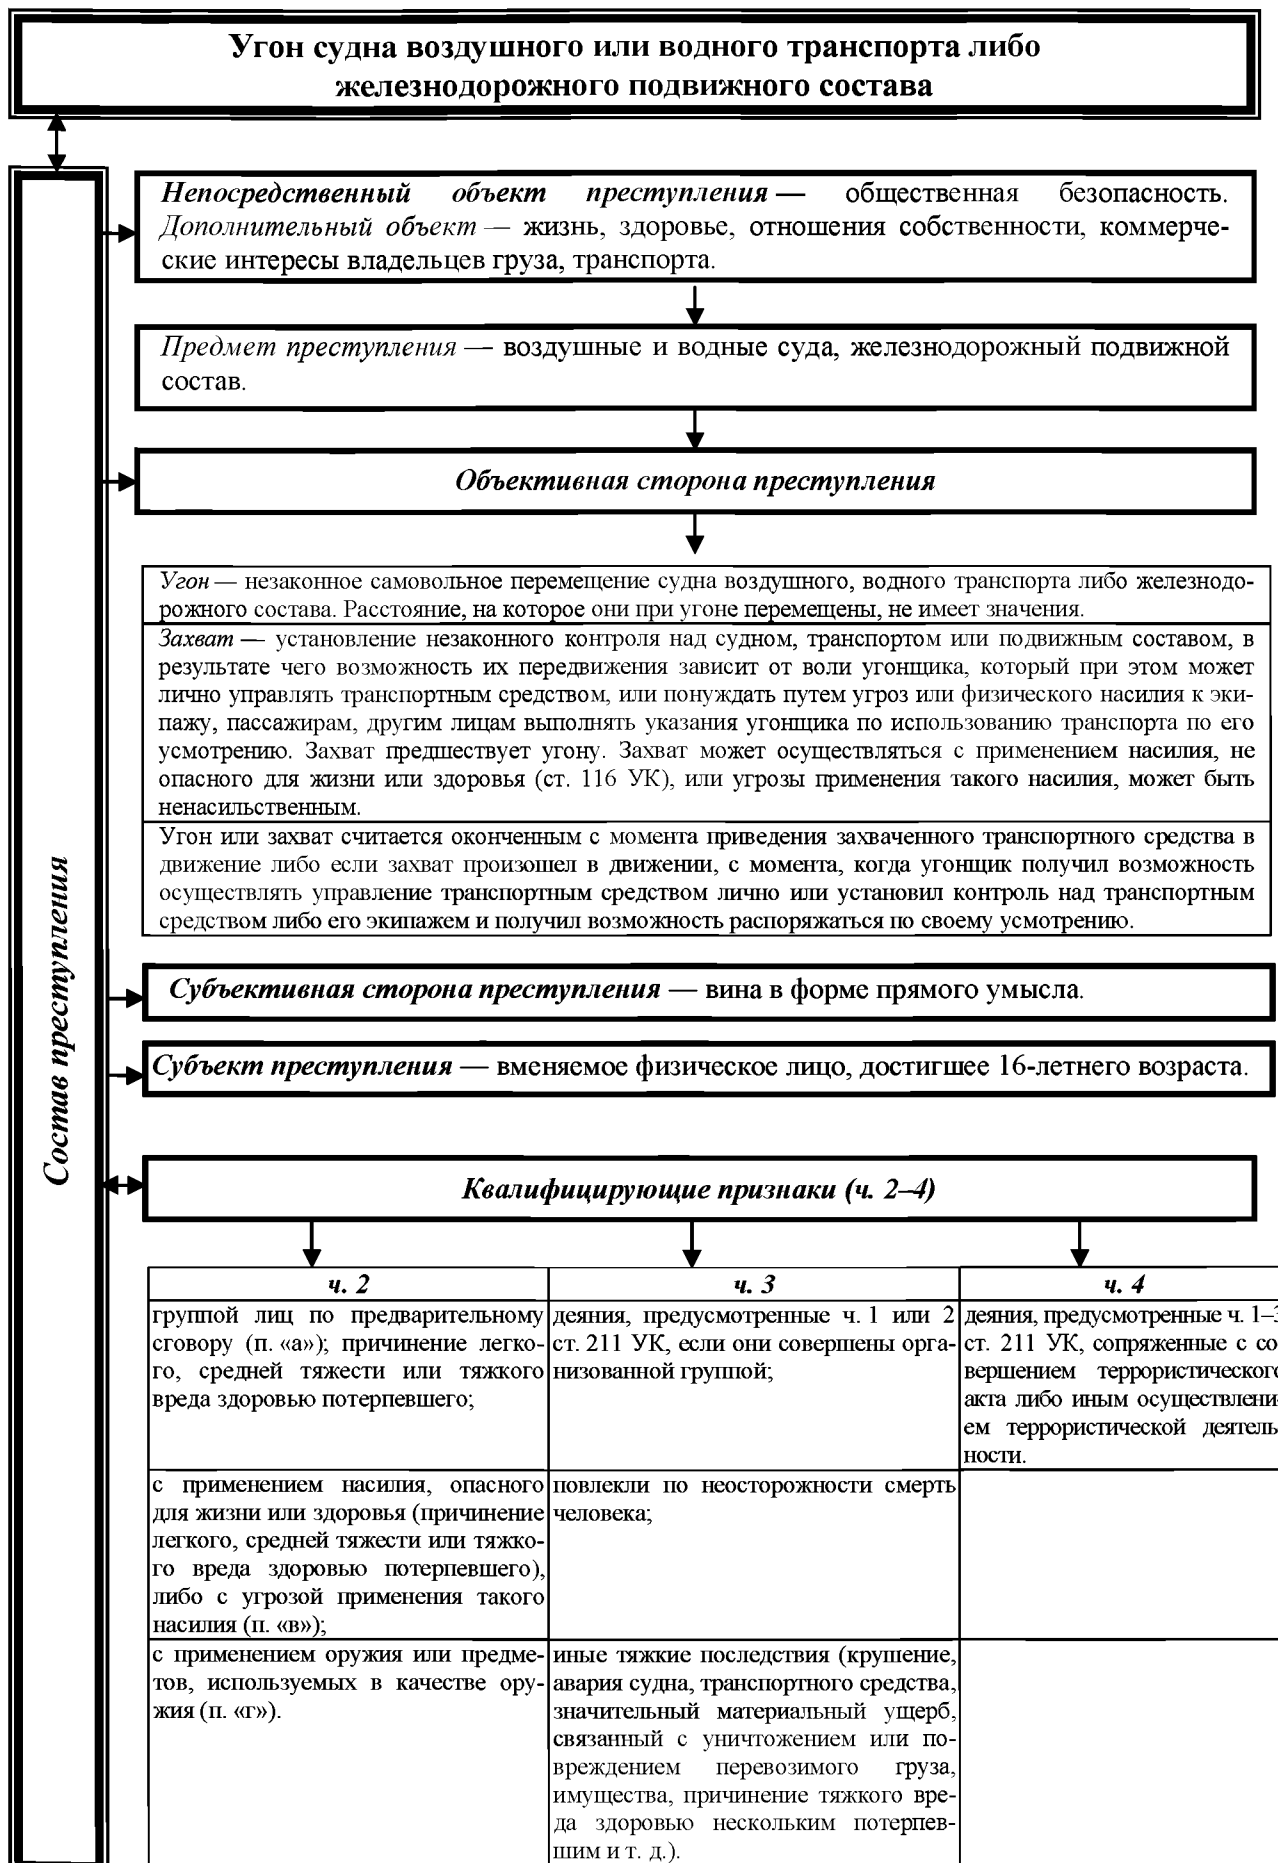 Угон судна воздушного или водного транспорта либо
железнодорожного подвижного состава
Состав преступления
Непосредственный объект преступления — общественная безопасность.
Дополнительный объект — жизнь, здоровье, отношения собственности, коммерче-
ские интересы владельцев груза, транспорта.
Предмет преступления — воздушные и водные суда, железнодорожный подвижной
состав.
Объективная сторона преступления
Угон — незаконное самовольное перемещение судна воздушного, водного транспорта либо железнодо-
рожного состава. Расстояние, на которое они при угоне перемещены, не имеет значения.
Захват — установление незаконного контроля над судном, транспортом или подвижным составом, в
результате чего возможность их передвижения зависит от воли угонщика, который при этом может
лично управлять транспортным средством, или понуждать путем угроз или физического насилия к эки-
пажу, пассажирам, другим лицам выполнять указания угонщика по использованию транспорта по его
усмотрению. Захват предшествует угону. Захват может осуществляться с применением насилия, не
опасного для жизни или здоровья (ст. 116 УК), или угрозы применения такого насилия, может быть
ненасильственным.
Угон или захват считается оконченным с момента приведения захваченного транспортного средства в
движение либо если захват произошел в движении, с момента, когда угонщик получил возможность
осуществлять управление транспортным средством лично или установил контроль над транспортным
средством либо его экипажем и получил возможность распоряжаться по своему усмотрению.
Субъективная сторона преступления — вина в форме прямого умысла.
Субъект преступления — вменяемое физическое лицо, достигшее 16-летнего возраста.
Квалифицирующие признаки (ч. 2–4)
ч. 2
группой лиц по предварительному
сговору (п. «а»); причинение легко-
го, средней тяжести или тяжкого
вреда здоровью потерпевшего;
с применением насилия, опасного
для жизни или здоровья (причинение
легкого, средней тяжести или тяжко-
го вреда здоровью потерпевшего),
либо с угрозой применения такого
насилия (п. «в»);
с применением оружия или предме-
тов, используемых в качестве ору-
жия (п. «г»).
ч. 3
деяния, предусмотренные ч. 1 или 2
ст. 211 УК, если они совершены орга-
низованной группой;
повлекли по неосторожности смерть
человека;
иные тяжкие последствия (крушение,
авария судна, транспортного средства,
значительный материальный ущерб,
связанный с уничтожением или по-
вреждением перевозимого груза,
имущества, причинение тяжкого вре-
да здоровью нескольким потерпев-
шим и т. д.).
ч. 4
деяния, предусмотренные ч. 1–3
ст. 211 УК, сопряженные с со-
вершением террористического
акта либо иным осуществлени-
ем террористической деятель-
ности.